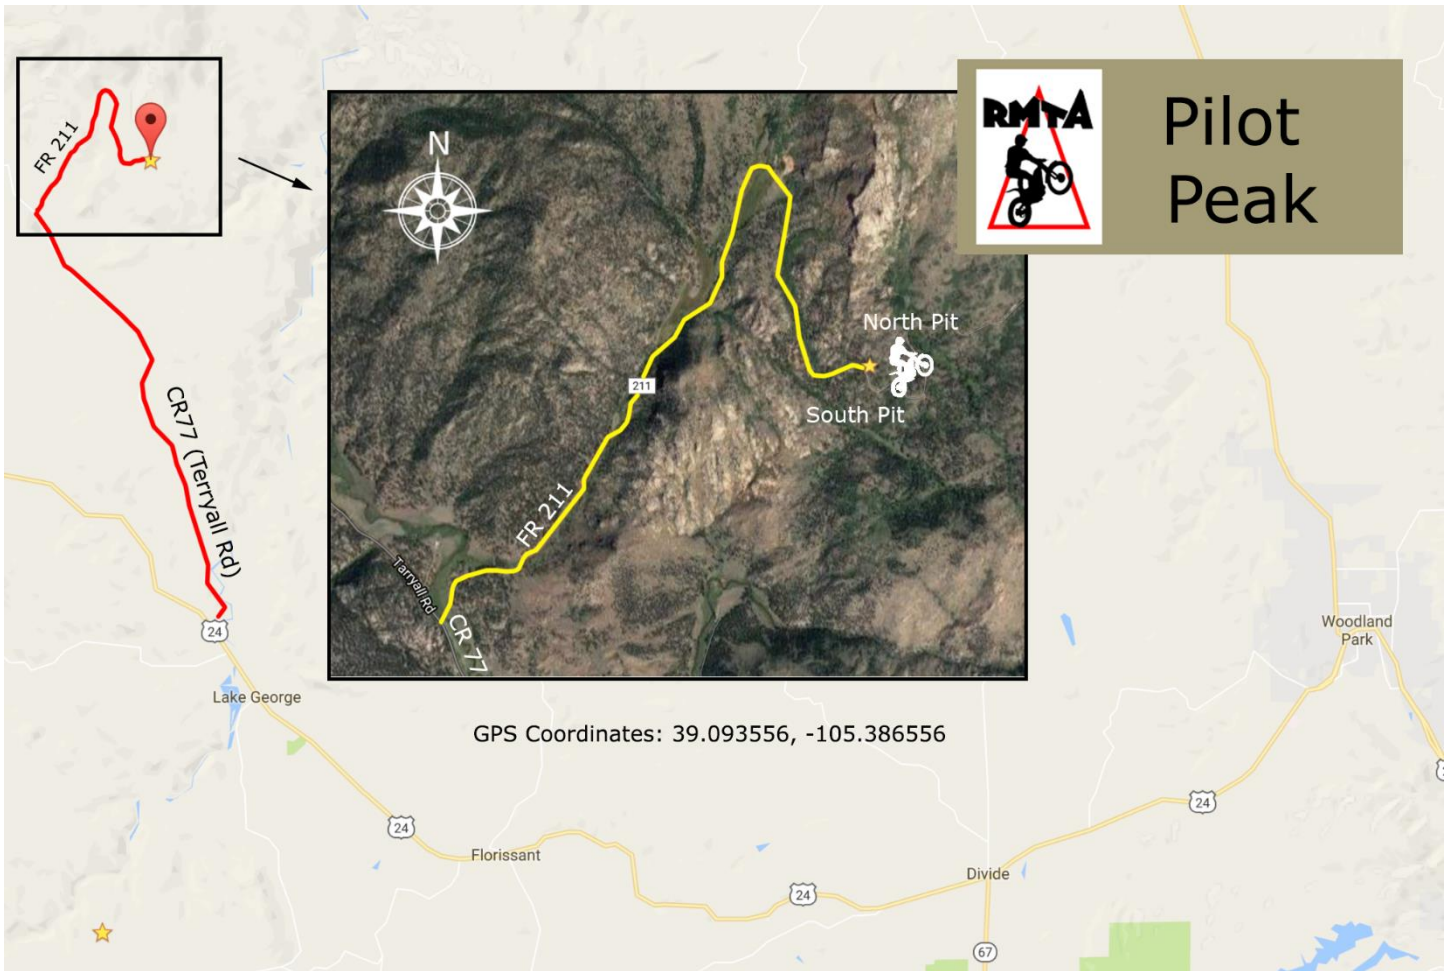 RMTA
Pilot
Peak
FR 211
CR77 (Terryall Rd)
N
North Pit
South Pit
211
FR 211
Tarryall Rd
CR 77
24
Lake George
GPS Coordinates: 39.093556, -105.386556
24
Florissant
24
Divide
67
24
Woodland
Park